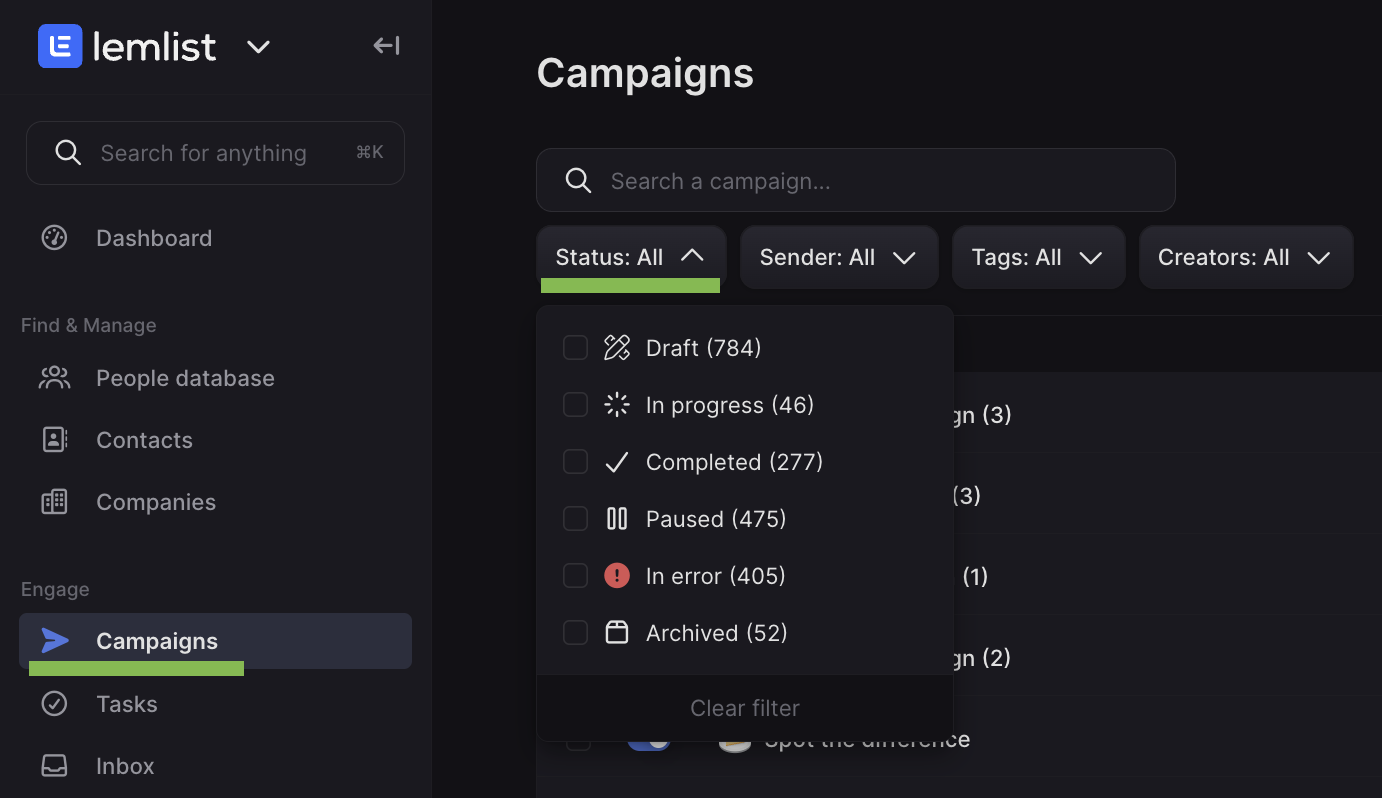 lemlist
Search for anything ⌘K
Dashboard
Find & Manage
People database
Contacts
Companies
Engage
Campaigns
Tasks
Inbox
Campaigns
Search a campaign...
Status: All
Sender: All
Tags: All
Creators: All
Draft (784)
In progress (46)
Completed (277)
Paused (475)
In error (405)
Archived (52)
Clear filter
(3)
(3)
(1)
(2)
Spot the difference